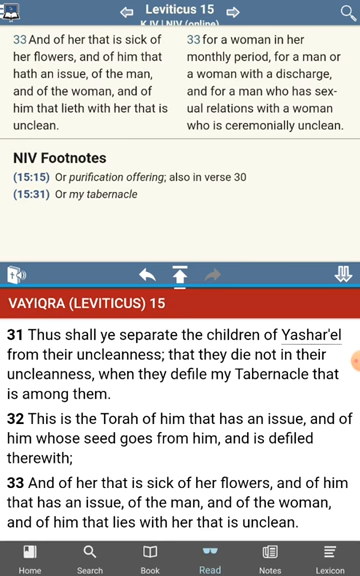 Leviticus 15
KJV | NIV (online)
33 And of her that is sick of
her flowers, and of him that
hath an issue, of the man,
and of the woman, and of
him that lieth with her that is
unclean.
33 for a woman in her
monthly period, for a man or
a woman with a discharge,
and for a man who has sex-
ual relations with a woman
who is ceremonially unclean.
NIV Footnotes
(15:15) Or purification offering; also in verse 30
(15:31) Or my tabernacle
VAYIQRA (LEVITICUS) 15
31 Thus shall ye separate the children of Yashar'el
from their uncleanness; that they die not in their
uncleanness, when they defile my Tabernacle that
is among them.
32 This is the Torah of him that has an issue, and of
him whose seed goes from him, and is defiled
therewith;
33 And of her that is sick of her flowers, and of him
that has an issue, of the man, and of the woman,
and of him that lies with her that is unclean.
Home Search Book Read Notes Lexicon